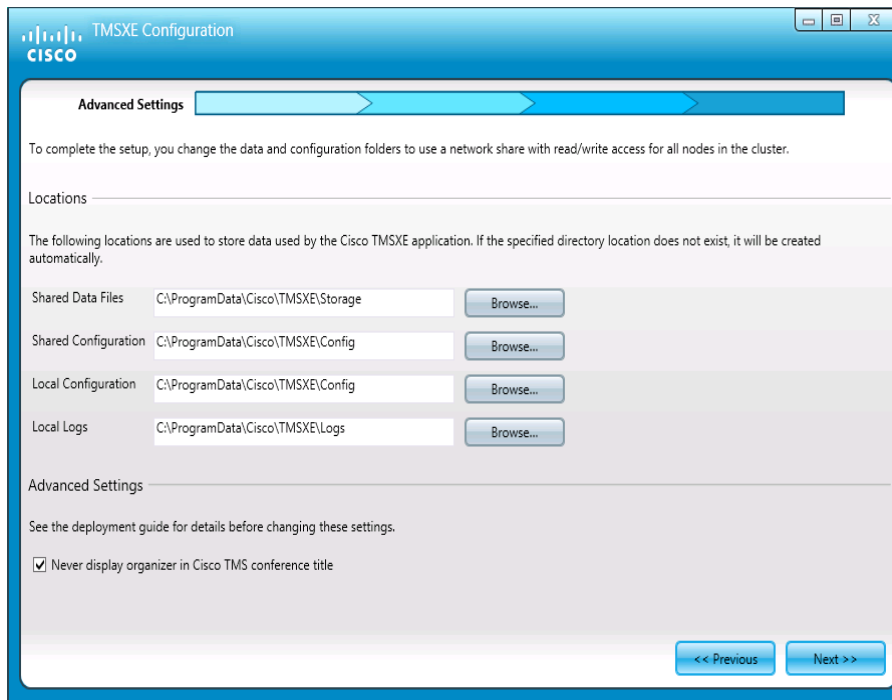 TMSXE Configuration
CISCO
Advanced Settings
To complete the setup, you change the data and configuration folders to use a network share with read/write access for all nodes in the cluster.
Locations
The following locations are used to store data used by the Cisco TMSXE application. If the specified directory location does not exist, it will be created
automatically.
Shared Data Files C:\ProgramData\Cisco\TMSXE\Storage Browse...
Shared Configuration C:\ProgramData\Cisco\TMSXE\Config Browse...
Local Configuration C:\ProgramData\Cisco\TMSXE\Config Browse...
Local Logs C:\ProgramData\Cisco\TMSXE\Logs Browse...
Advanced Settings
See the deployment guide for details before changing these settings.
Never display organizer in Cisco TMS conference title
<< Previous Next >>